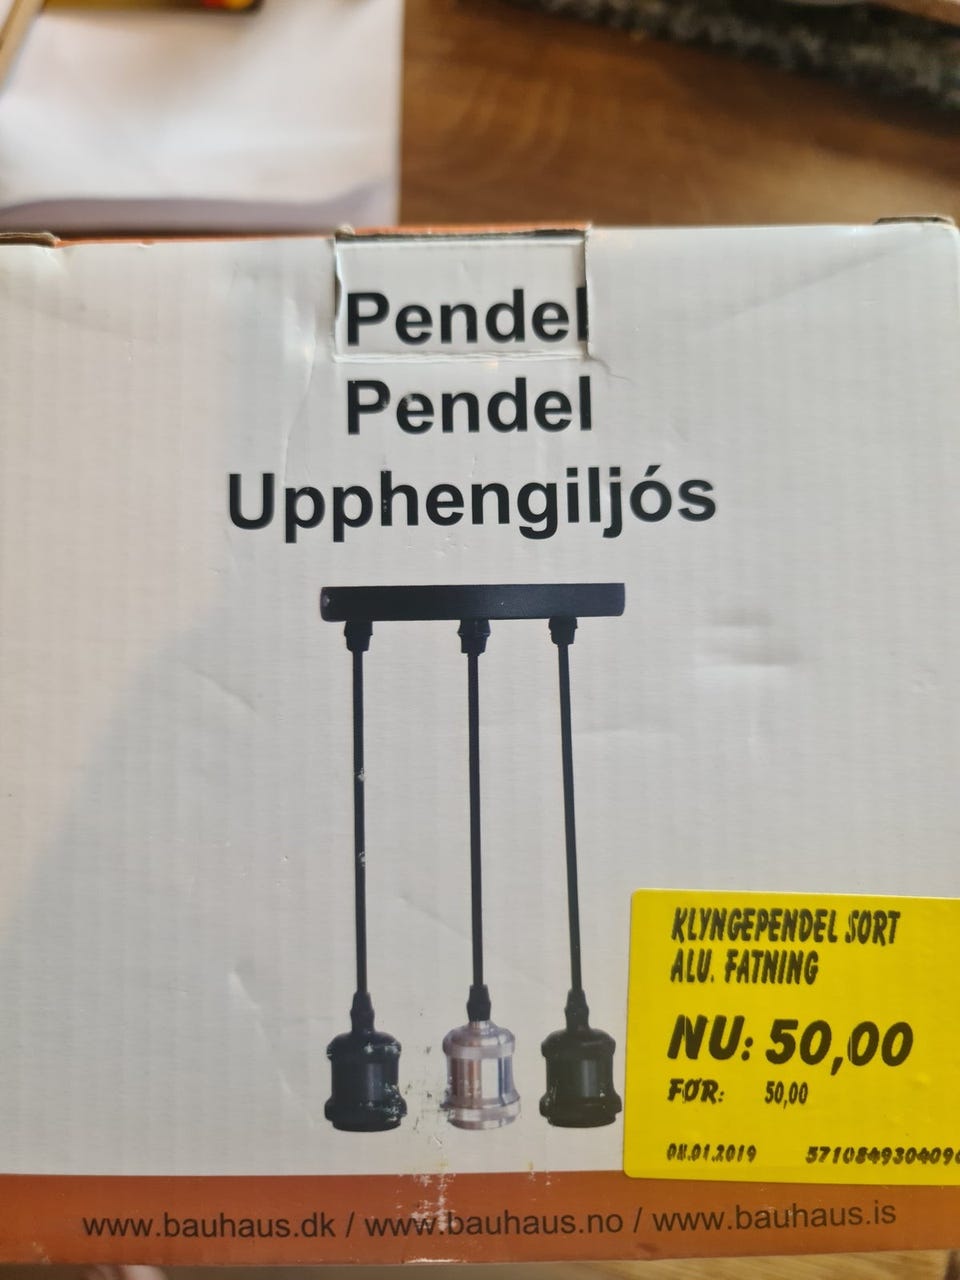 Pendel
Pendel
Upphengiljós
KLYNGEPENDEL SORT
ALU. FATNING
NU: 50,00
FØR: 50,00
08.01.2019
www.bauhaus.dk / www.bauhaus.no / www.bauhaus.is